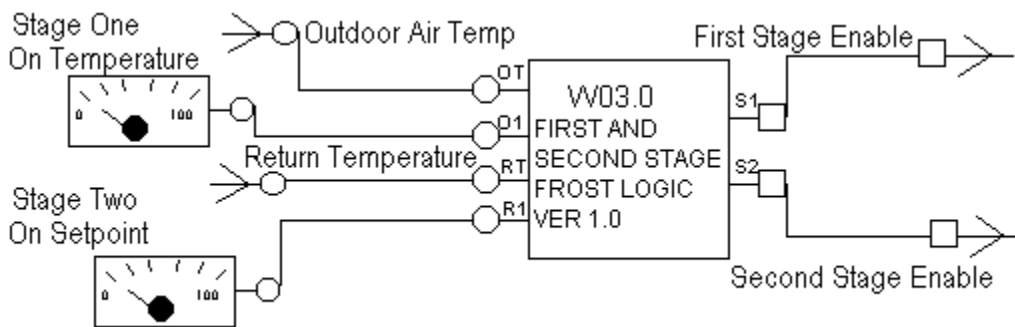 Stage One
On Temperature
0 100
Outdoor Air Temp
Return Temperature
Stage Two
On Setpoint
0 100
OT
O1
RT
R1
VV03.0
FIRST AND
SECOND STAGE
FROST LOGIC
VER 1.0
S1
S2
First Stage Enable
Second Stage Enable